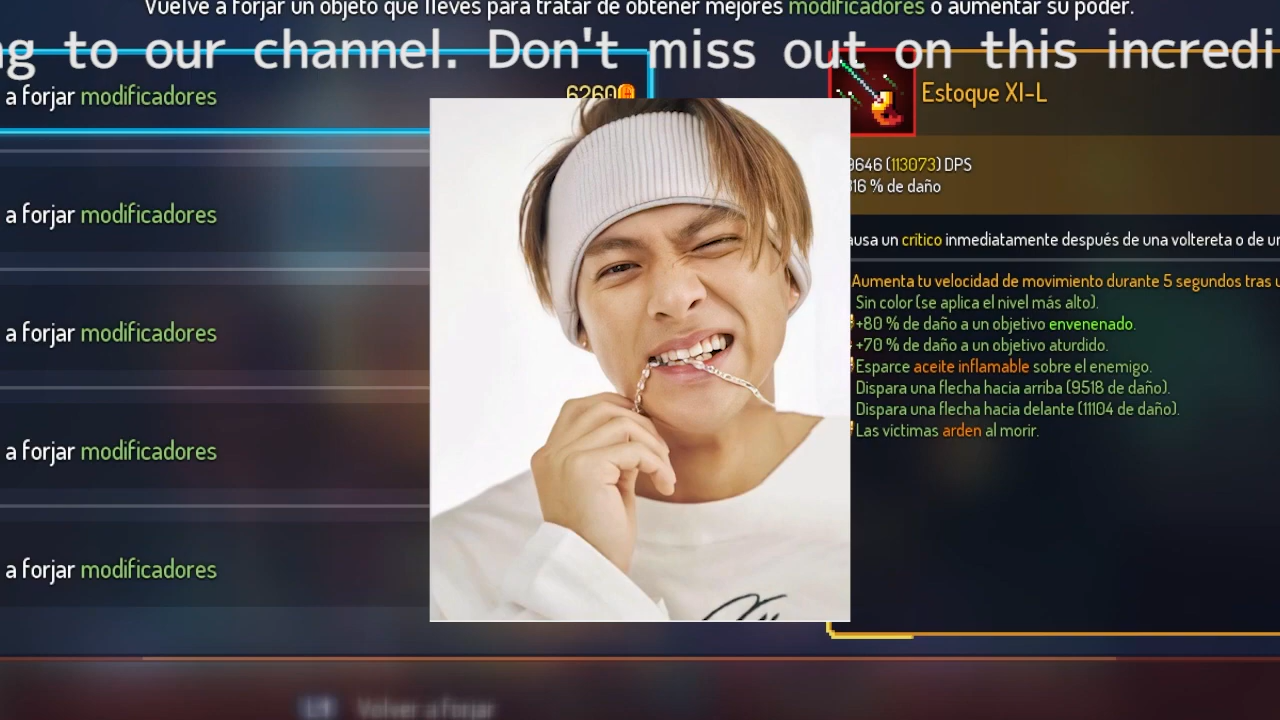 Vuelve a forjar un objeto que lleves para tratar de obtener mejores modificadores o aumentar su poder.
to our channel. Don't miss out on this incredi
a forjar modificadores
6260
Estoque XI-L
9646 (113073) DPS
316 % de daño
a forjar modificadores
ausa un crítico inmediatamente después de una voltereta o de
Aumenta tu velocidad de movimiento durante 5 segundos tras
Sin color (se aplica el nivel más alto).
+80 % de daño a un objetivo envenenado.
a forjar modificadores
+70 % de daño a un objetivo aturdido.
Esparce aceite inflamable sobre el enemigo.
Dispara una flecha hacia arriba (9518 de daño).
Dispara una flecha hacia delante (11104 de daño).
Las víctimas arden al morir.
a forjar modificadores
a forjar modificadores
Volver a forjar